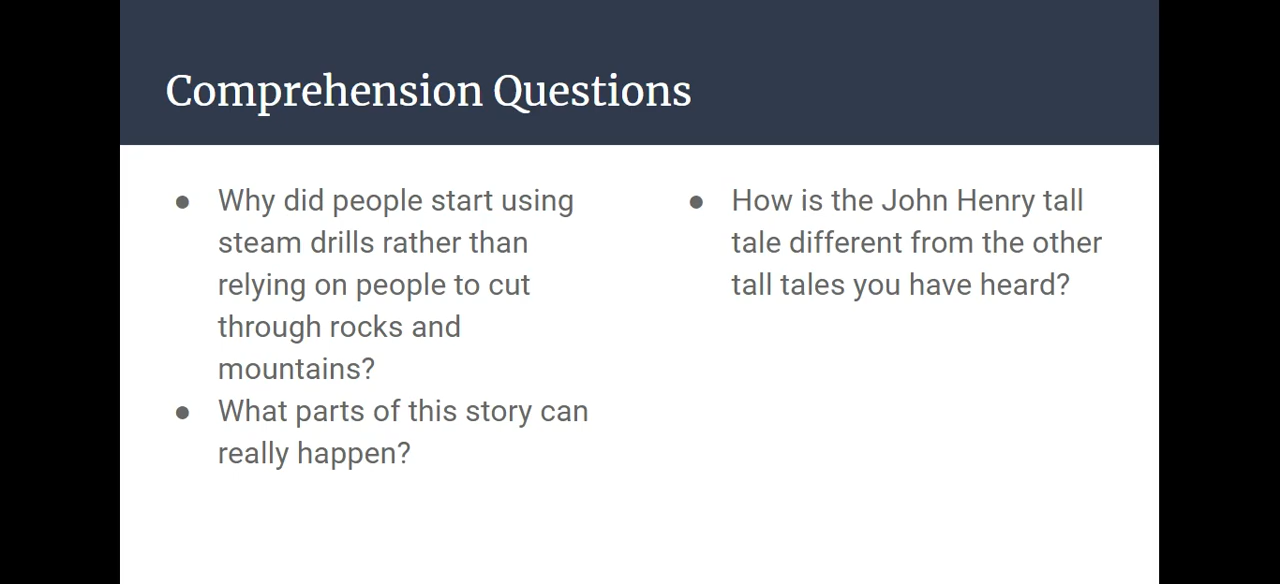 Comprehension Questions
● Why did people start using
steam drills rather than
relying on people to cut
through rocks and
mountains?
● What parts of this story can
really happen?
● How is the John Henry tall
tale different from the other
tall tales you have heard?